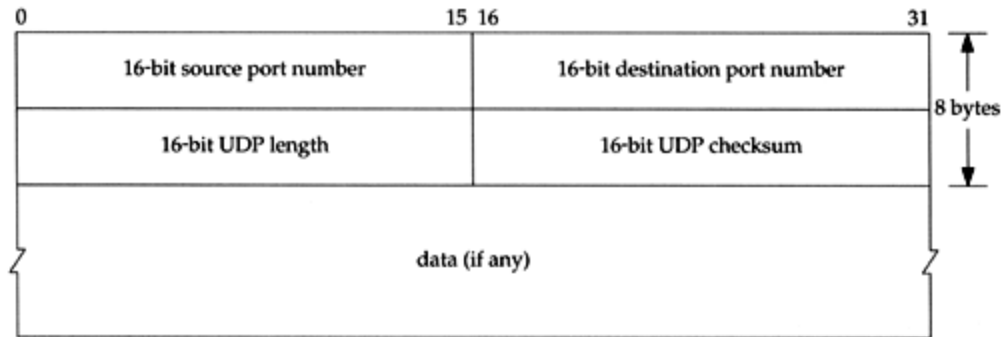 0 15 16 31
16-bit source port number 16-bit destination port number
8 bytes
16-bit UDP length 16-bit UDP checksum
data (if any)